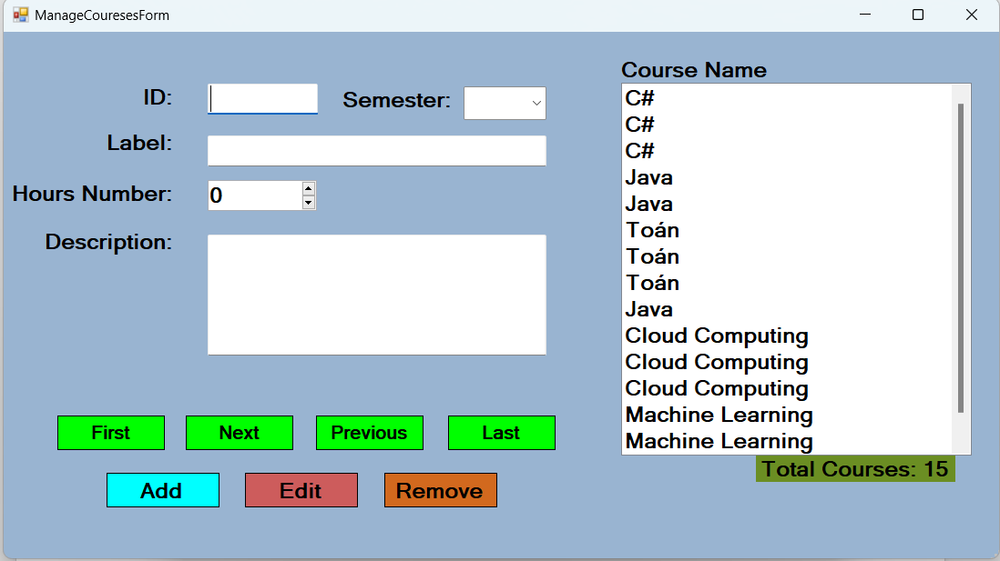 ManageCouresesForm
ID:
Semester:
Label:
Hours Number:
0
Description:
First
Next
Previous
Last
Add
Edit
Remove
Course Name
C#
C#
C#
Java
Java
Toán
Toán
Toán
Java
Cloud Computing
Cloud Computing
Cloud Computing
Machine Learning
Machine Learning
Total Courses: 15